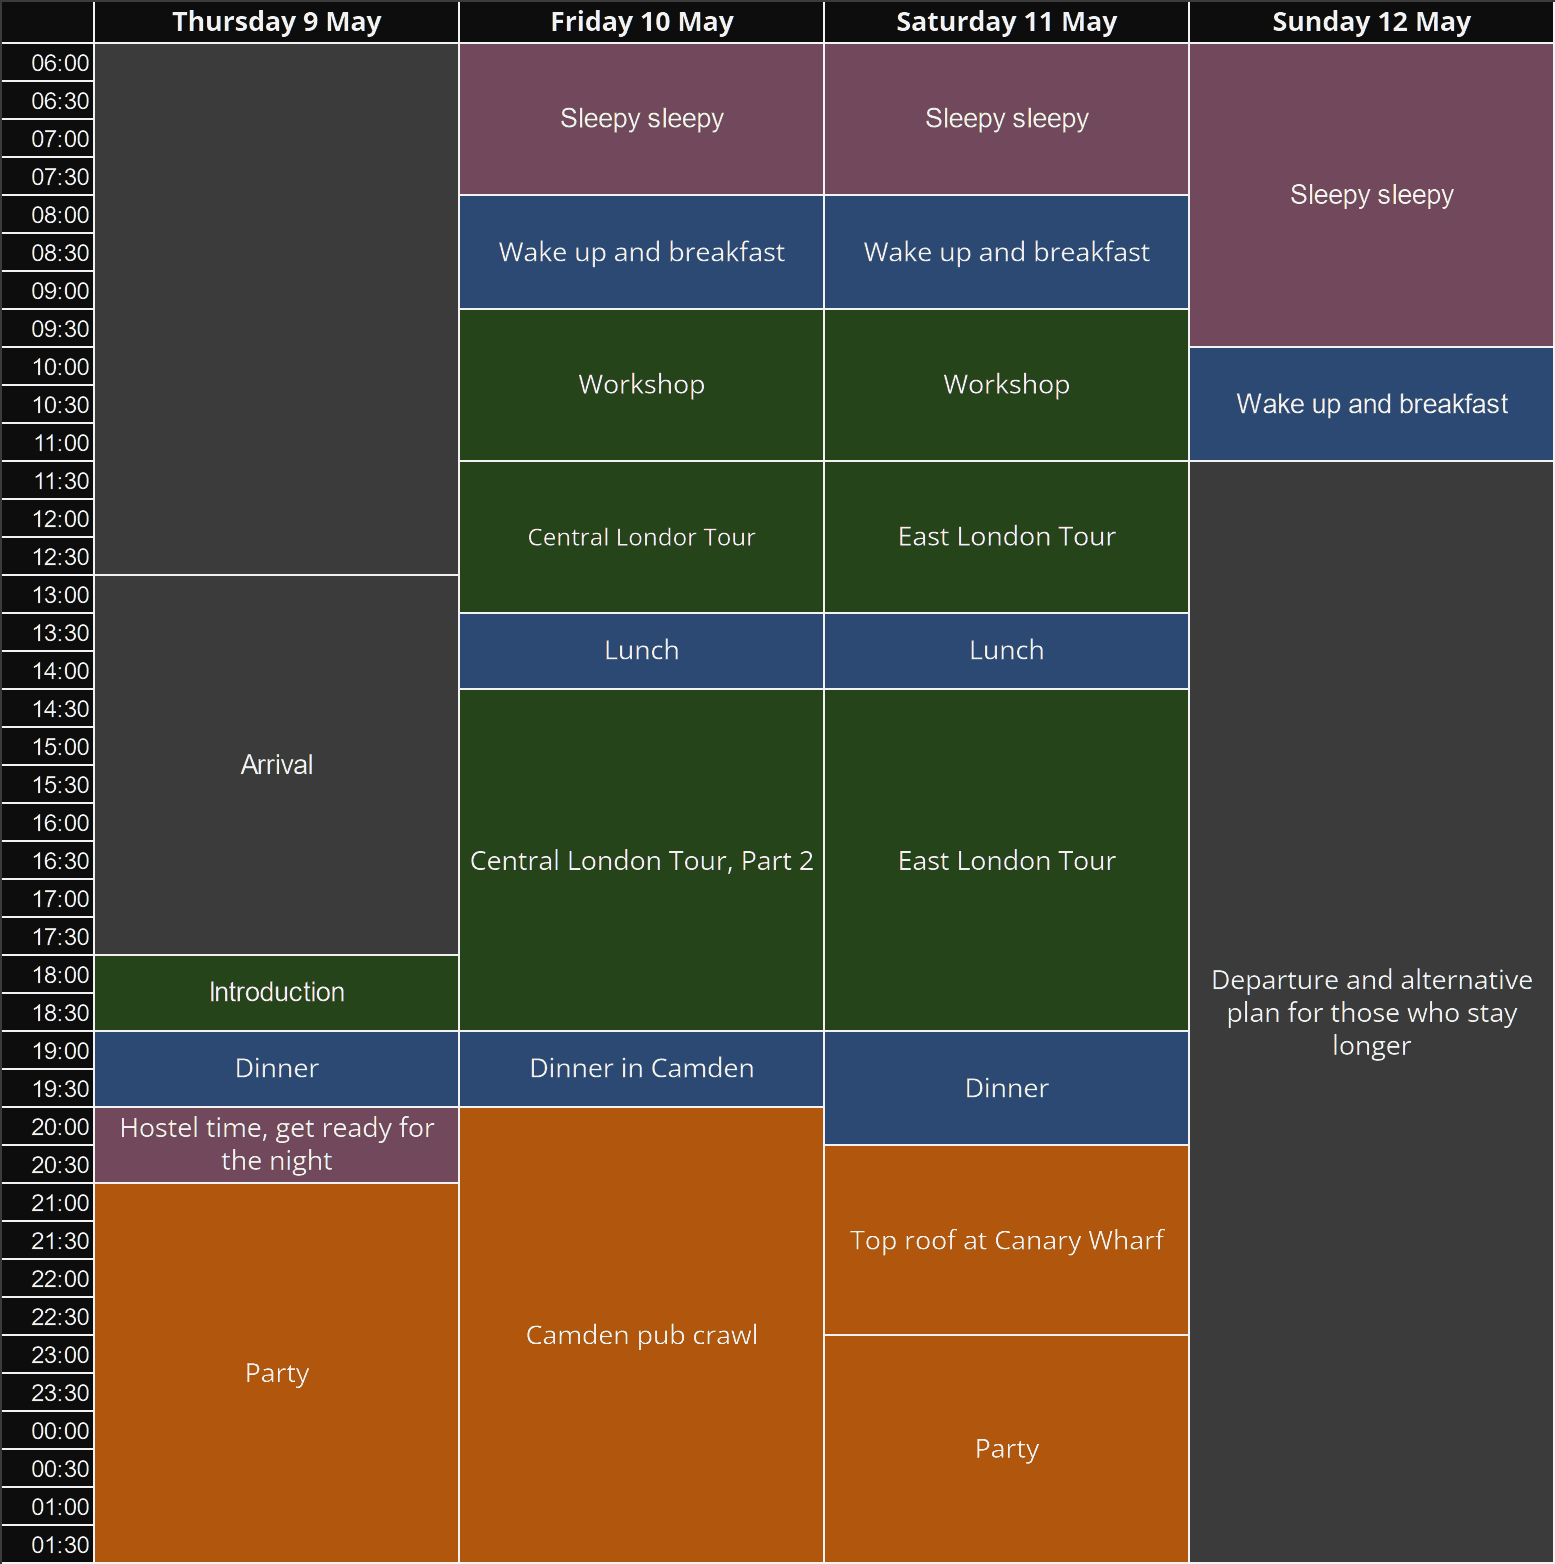 Thursday 9 May
Friday 10 May
Saturday 11 May
Sunday 12 May
06:00
06:30
07:00
07:30
08:00
08:30
09:00
09:30
10:00
10:30
11:00
11:30
12:00
12:30
13:00
13:30
14:00
14:30
15:00
15:30
16:00
16:30
17:00
17:30
18:00
18:30
19:00
19:30
20:00
20:30
21:00
21:30
22:00
22:30
23:00
23:30
00:00
00:30
01:00
01:30
Arrival
Introduction
Dinner
Hostel time, get ready for
the night
Party
Sleepy sleepy
Wake up and breakfast
Workshop
Central Londor Tour
Lunch
Central London Tour, Part 2
Dinner in Camden
Camden pub crawl
Sleepy sleepy
Wake up and breakfast
Workshop
East London Tour
Lunch
East London Tour
Dinner
Top roof at Canary Wharf
Party
Sleepy sleepy
Wake up and breakfast
Departure and alternative
plan for those who stay
longer